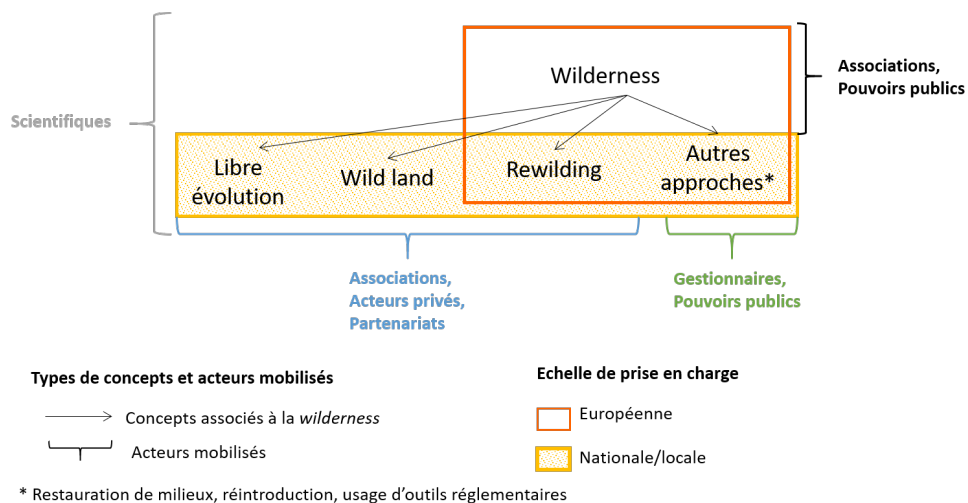 Wilderness
Associations,
Pouvoirs publics
Scientifiques
Libre
évolution
Wild land
Rewilding
Autres
approches*
Associations,
Acteurs privés,
Partenariats
Gestionnaires,
Pouvoirs publics
Types de concepts et acteurs mobilisés
Concepts associés à la wilderness
Acteurs mobilisés
Echelle de prise en charge
Européenne
Nationale/locale
* Restauration de milieux, réintroduction, usage d'outils réglementaires